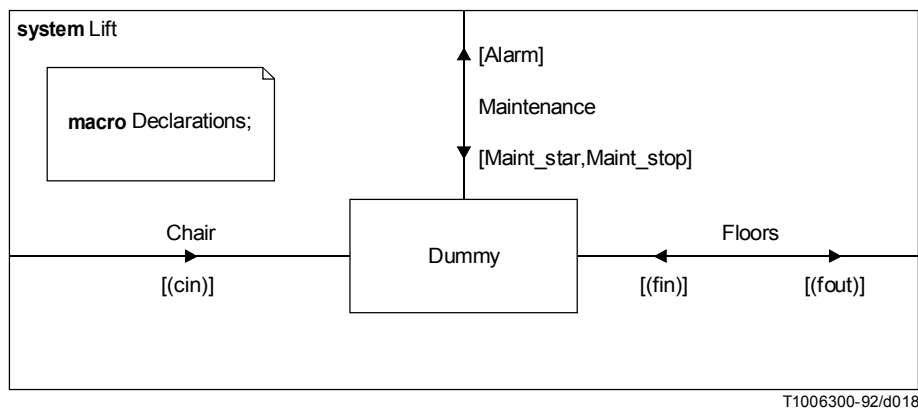 system Lift
[Alarm]
macro Declarations;
Maintenance
[Maint_star,Maint_stop]
Chair
Dummy
Floors
[(cin)]
[(fin)]
[(fout)]
T1006300-92/d018